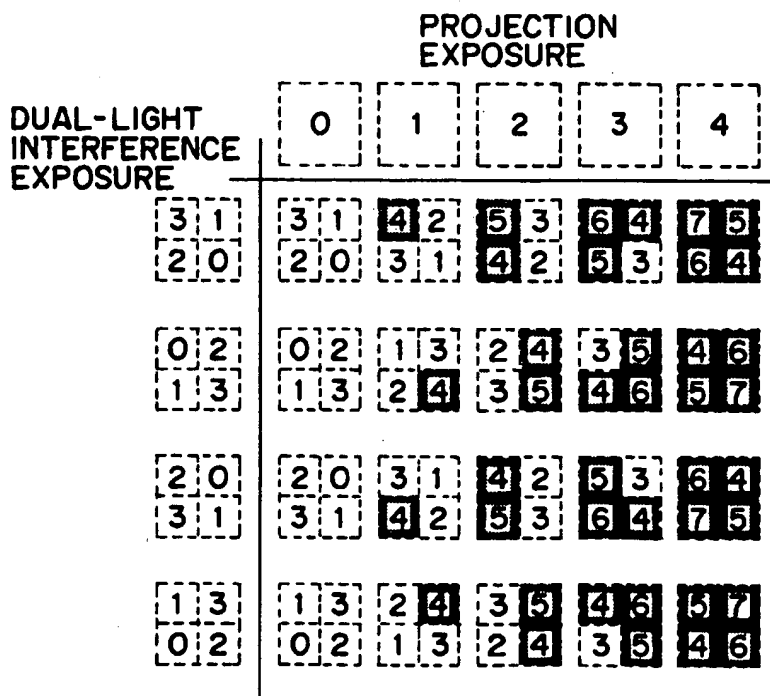 PROJECTION
EXPOSURE
DUAL-LIGHT
INTERFERENCE
EXPOSURE
0 1 2 3 4
3 1 3 1 4 2 5 3 6 4 7 5
2 0 2 0 3 1 4 2 5 3 6 4
0 2 0 2 1 3 2 4 3 5 4 6
1 3 1 3 2 4 3 5 4 6 5 7
2 0 2 0 3 1 4 2 5 3 6 4
3 1 3 1 4 2 5 3 6 4 7 5
1 3 1 3 2 4 3 5 4 6 5 7
0 2 0 2 1 3 2 4 3 5 4 6